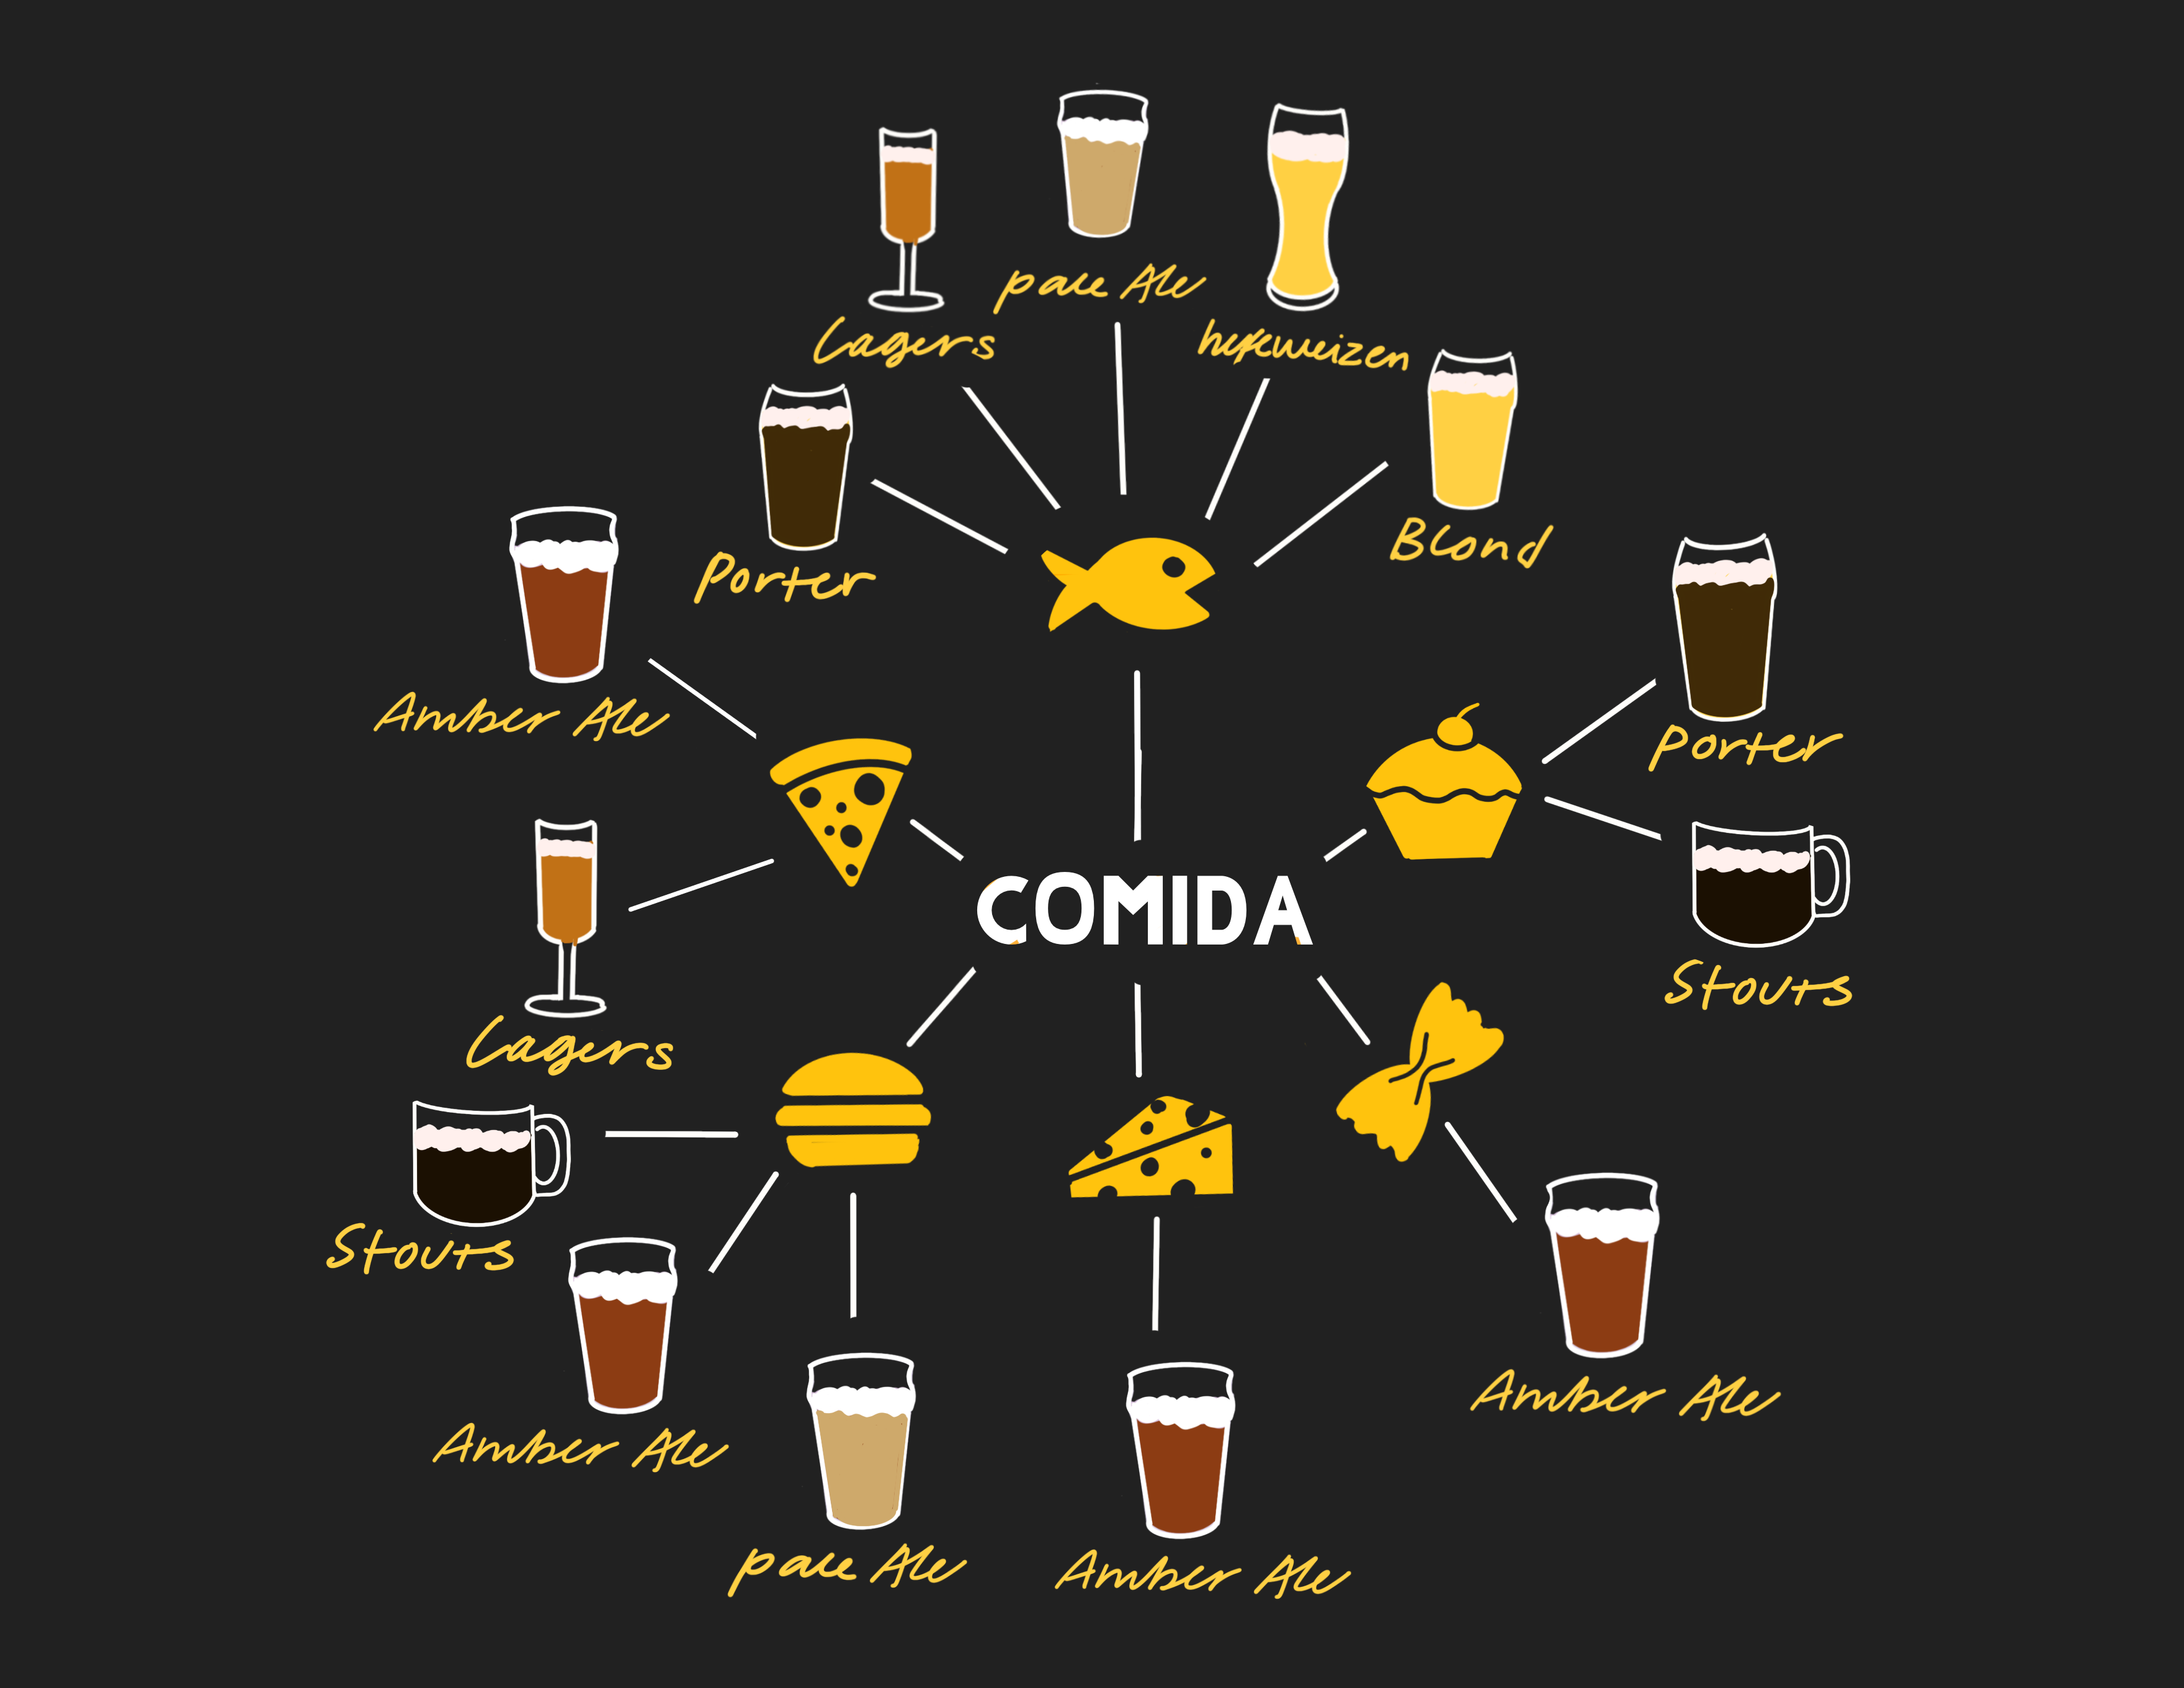 pale Ale
Lagers
hefeweizen
Blond
Porter
Amber Ale
Porter
COMIDA
Stouts
Lagers
Stouts
Amber Ale
Amber Ale
pale Ale
Amber Ale